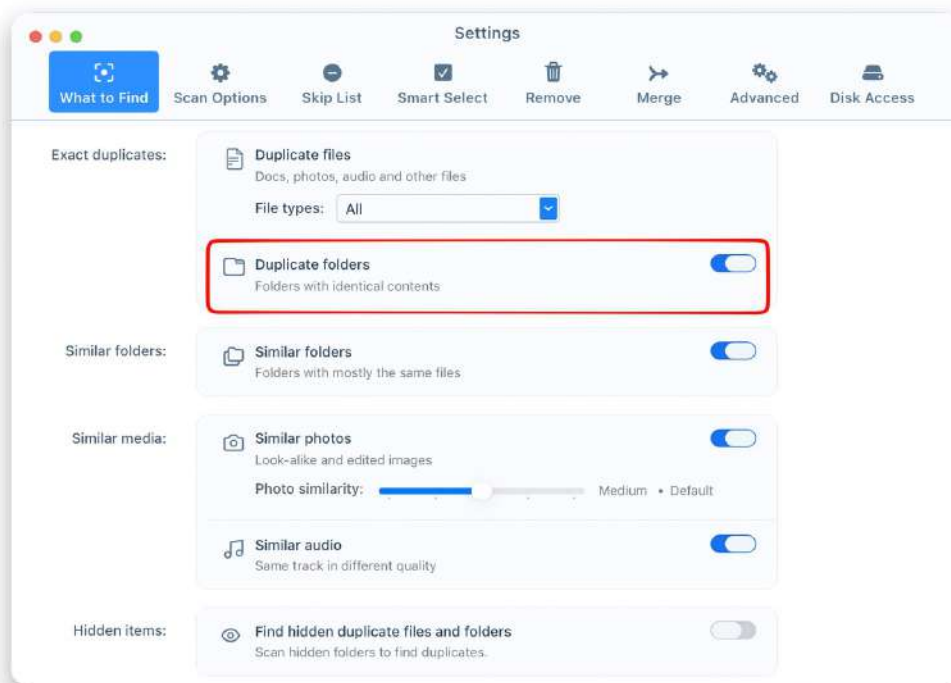 Settings
What to Find Scan Options Skip List Smart Select Remove Merge Advanced Disk Access
Exact duplicates:
Duplicate files
Docs, photos, audio and other files
File types: All
Duplicate folders
Folders with identical contents
Similar folders:
Similar folders
Folders with mostly the same files
Similar media:
Similar photos
Look-alike and edited images
Photo similarity: Medium • Default
Similar audio
Same track in different quality
Hidden items:
Find hidden duplicate files and folders
Scan hidden folders to find duplicates.